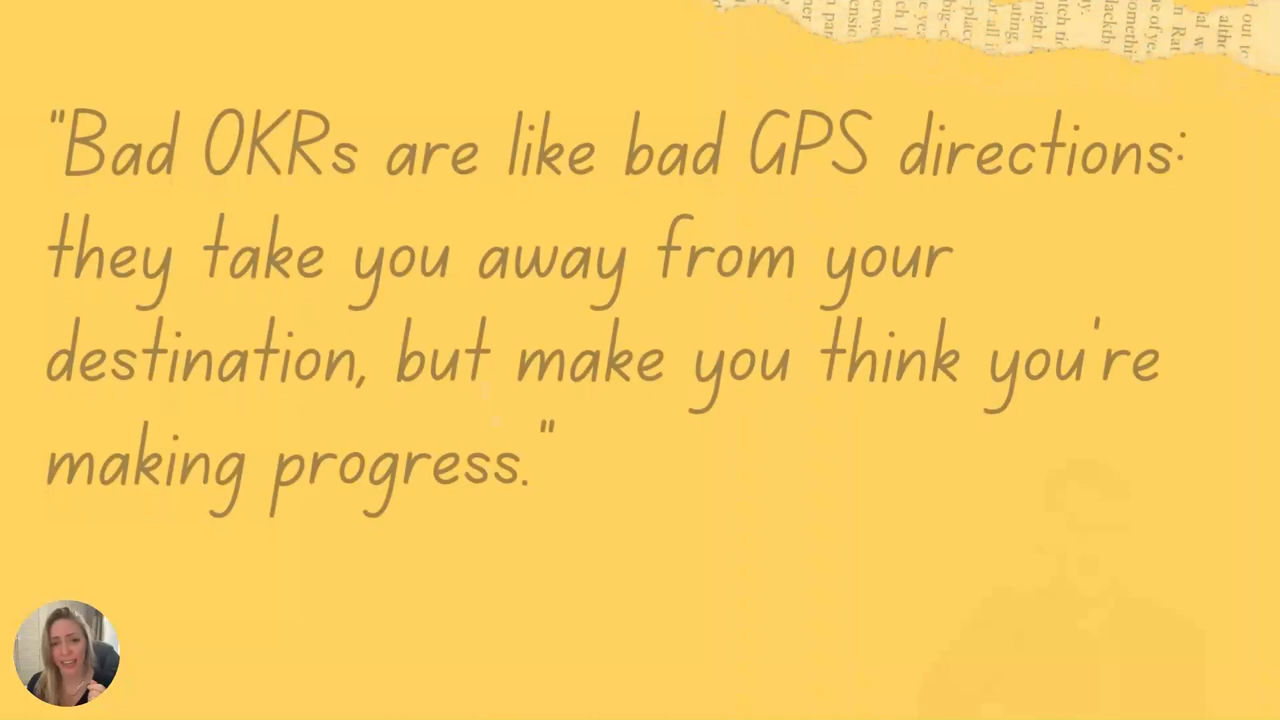 "Bad OKRs are like bad GPS directions:
they take you away from your
destination, but make you think you're
making progress."